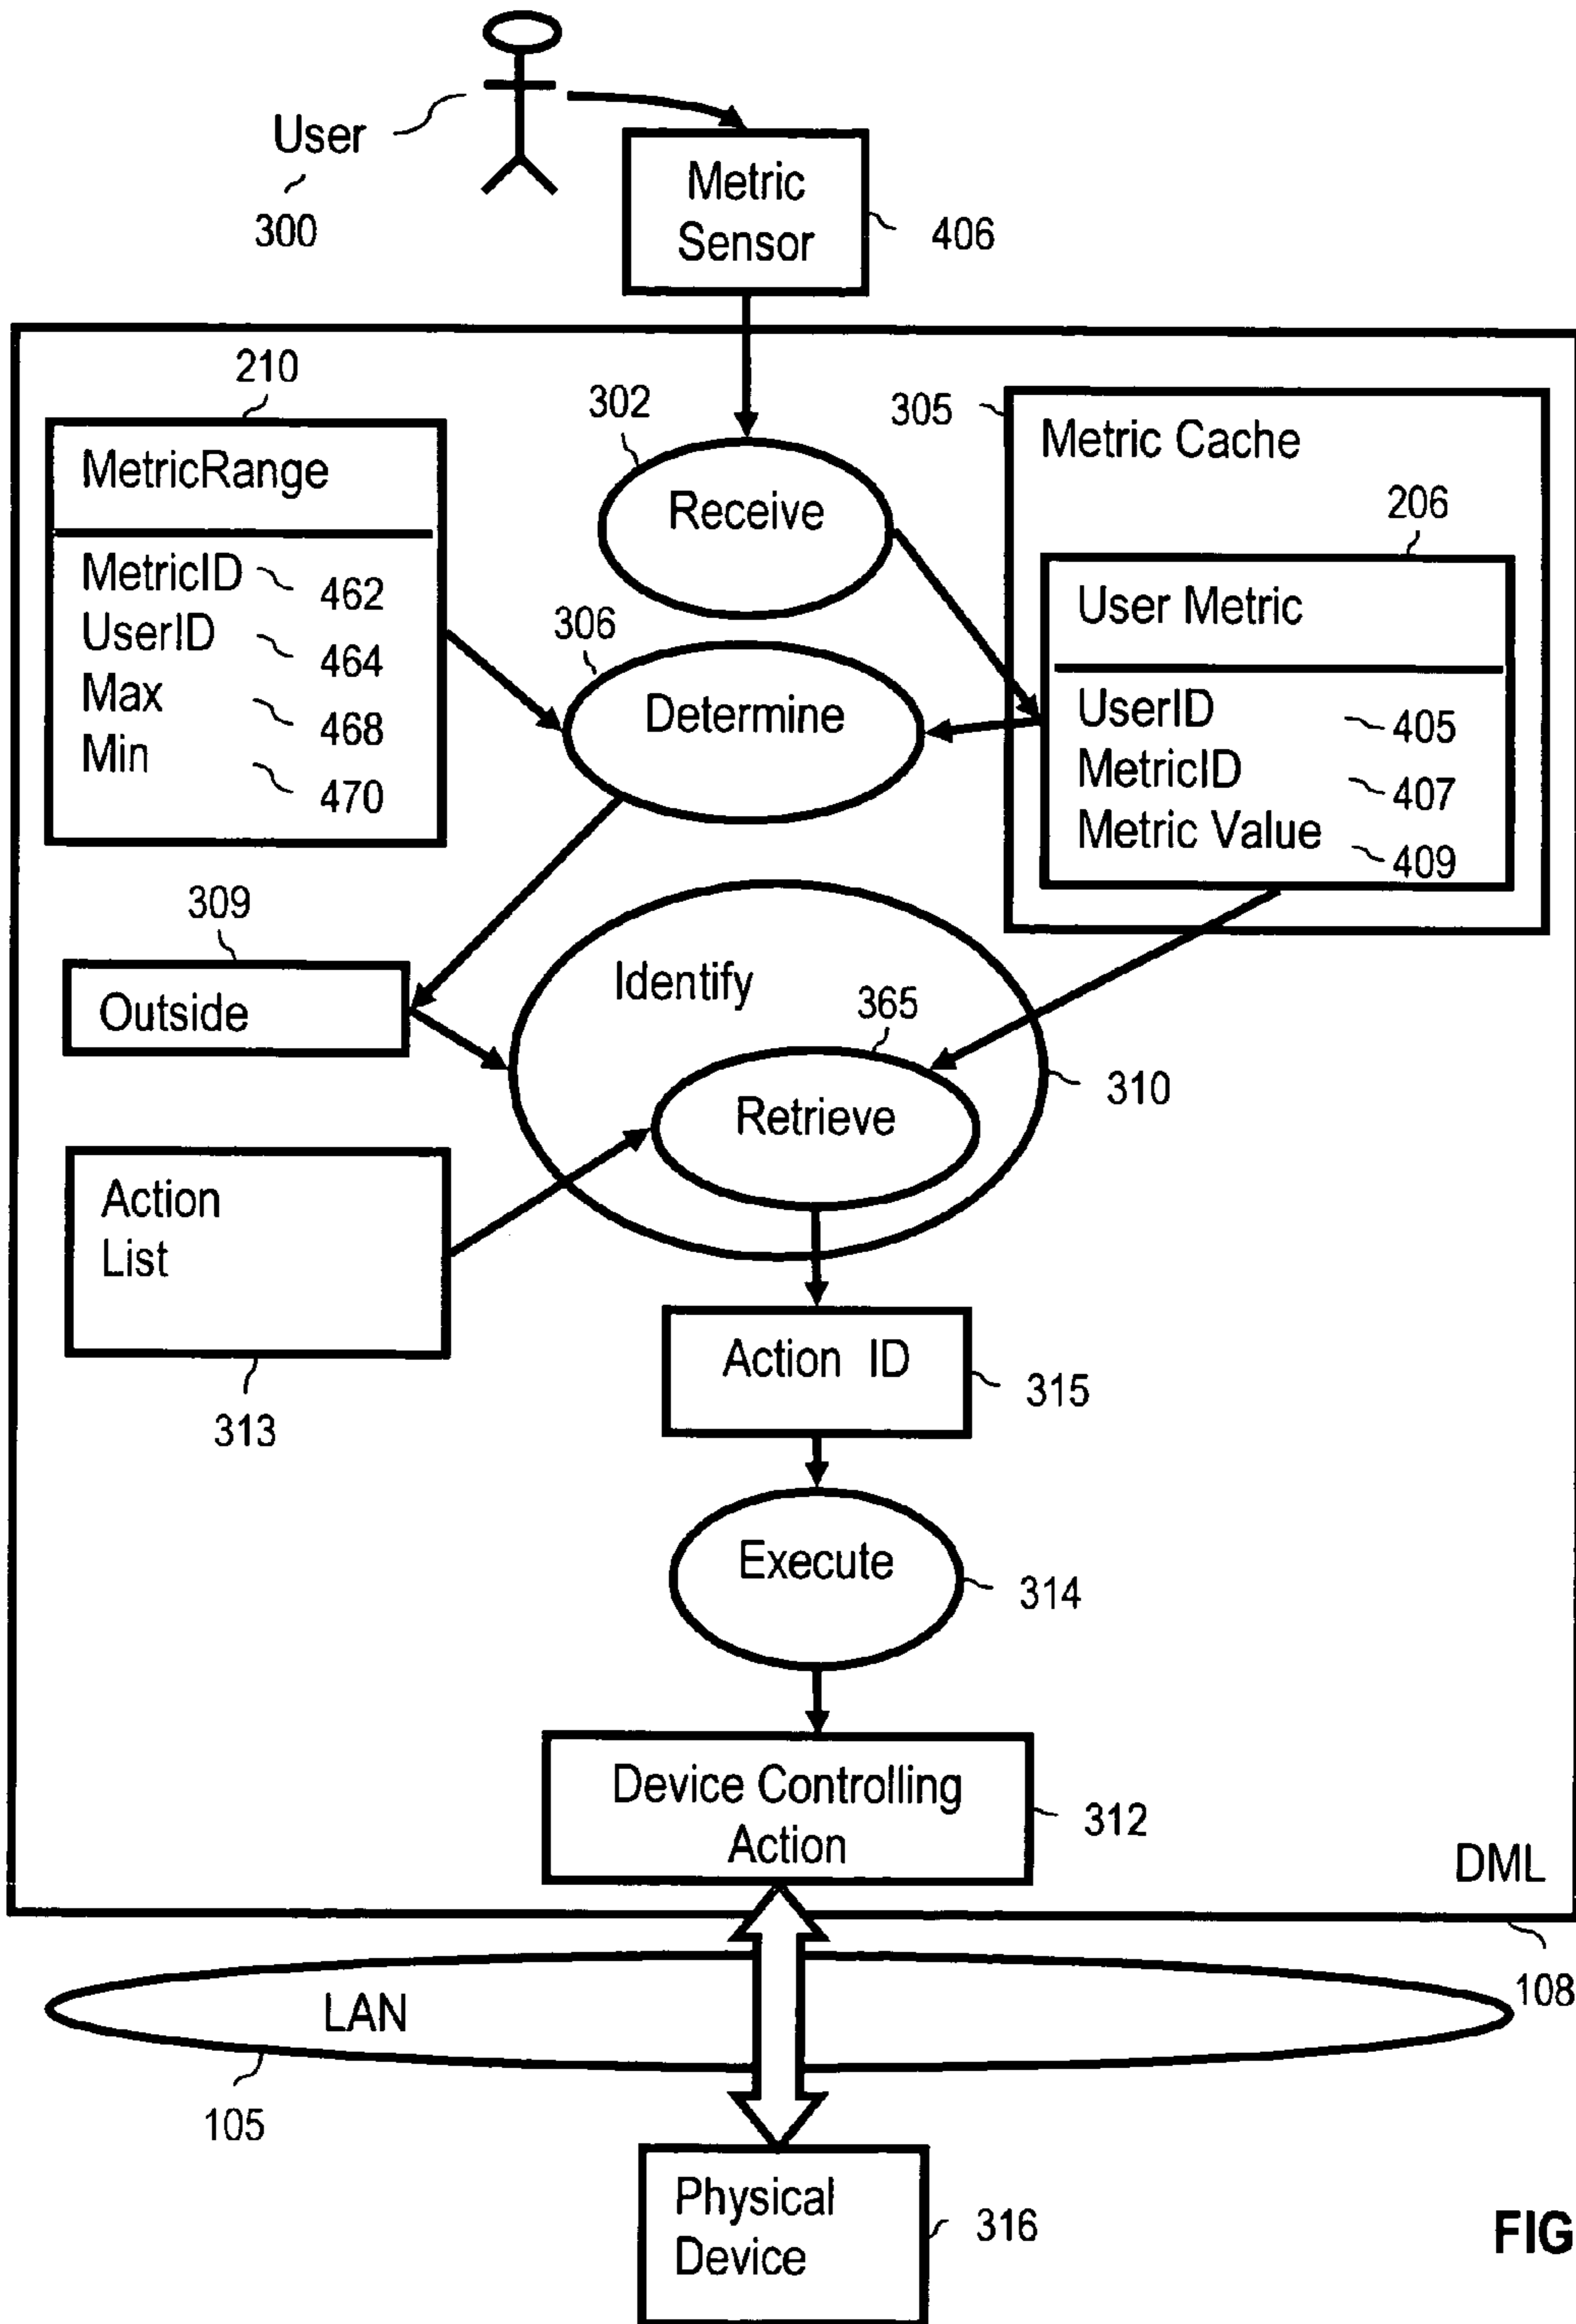 User
300
Metric
Sensor
406
210
302
305
Metric Cache
MetricRange
Receive
206
MetricID
462
UserID
464
Max
468
Min
470
306
Determine
User Metric
UserID
405
MetricID
407
Metric Value
409
309
Outside
Identify
365
Retrieve
310
Action
List
313
Action ID
315
Execute
314
Device Controlling
Action
312
DML
108
LAN
105
Physical
Device
316
FIG